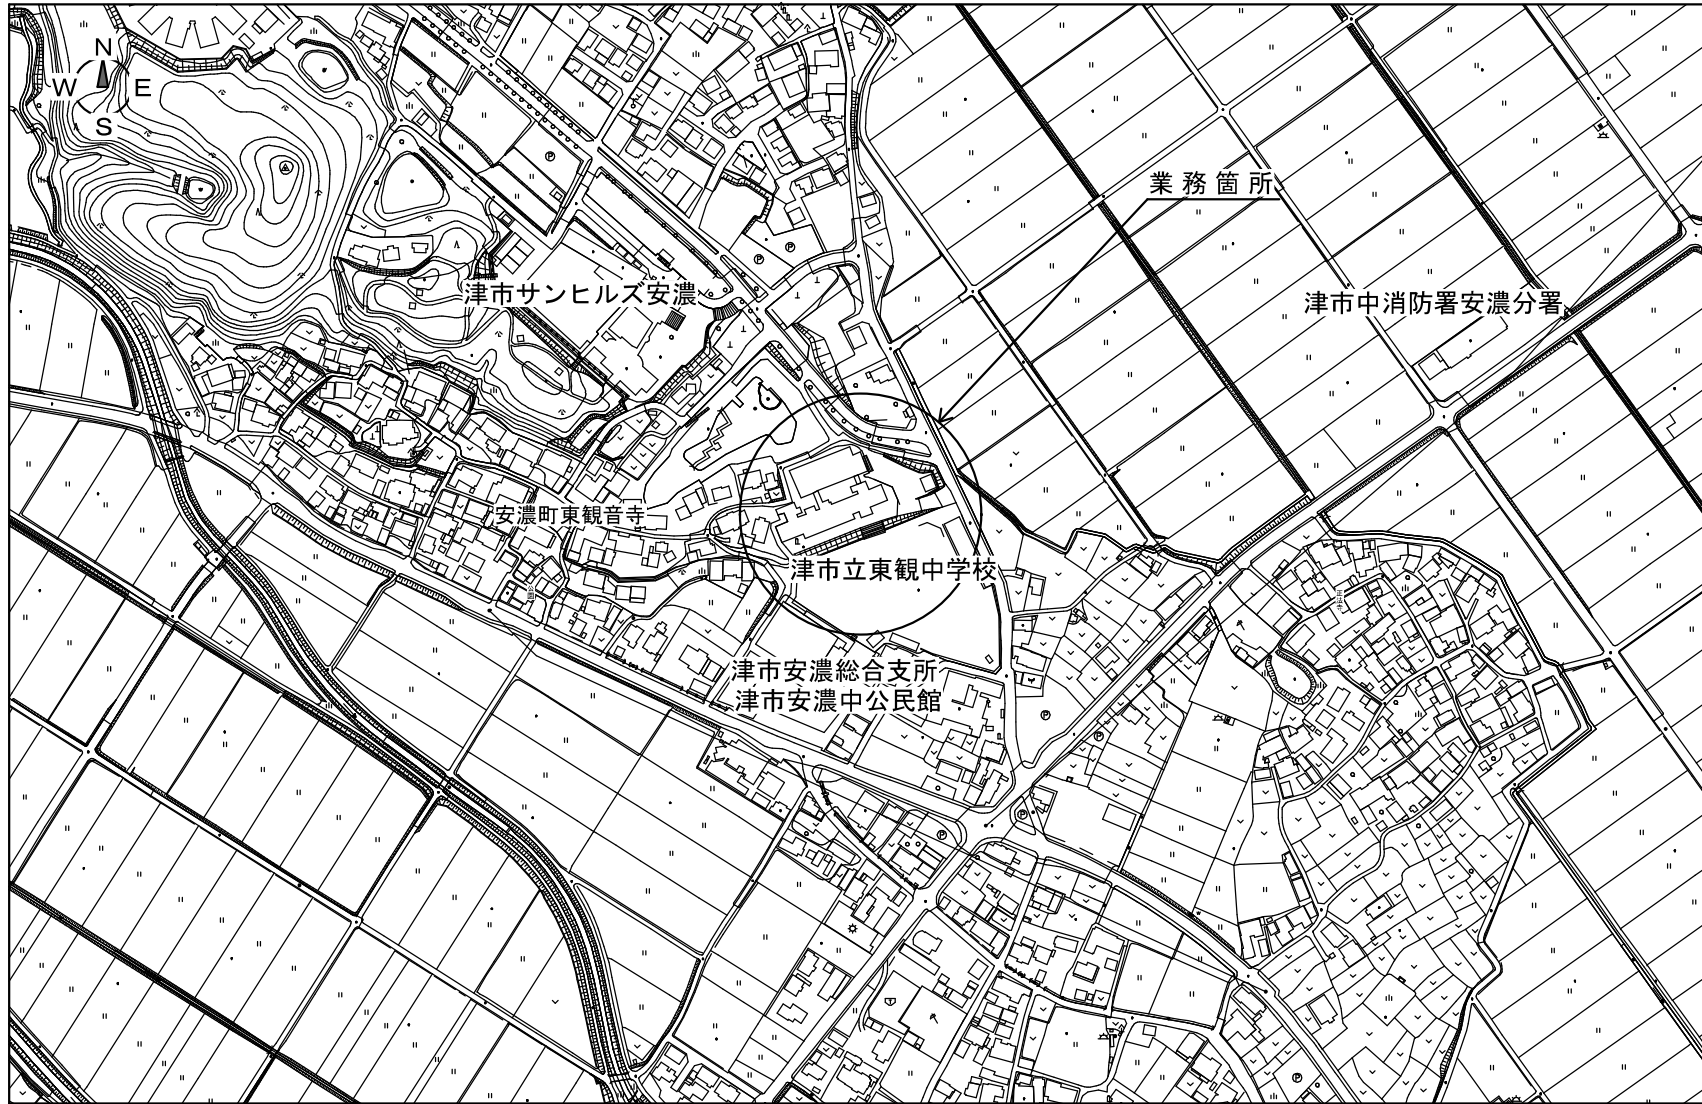 N
W E
S
業務箇所
津市サンヒルズ安濃
津市中消防署安濃分署
安濃町東観音寺
津市立東観中学校
津市安濃総合支所
津市安濃中公民館